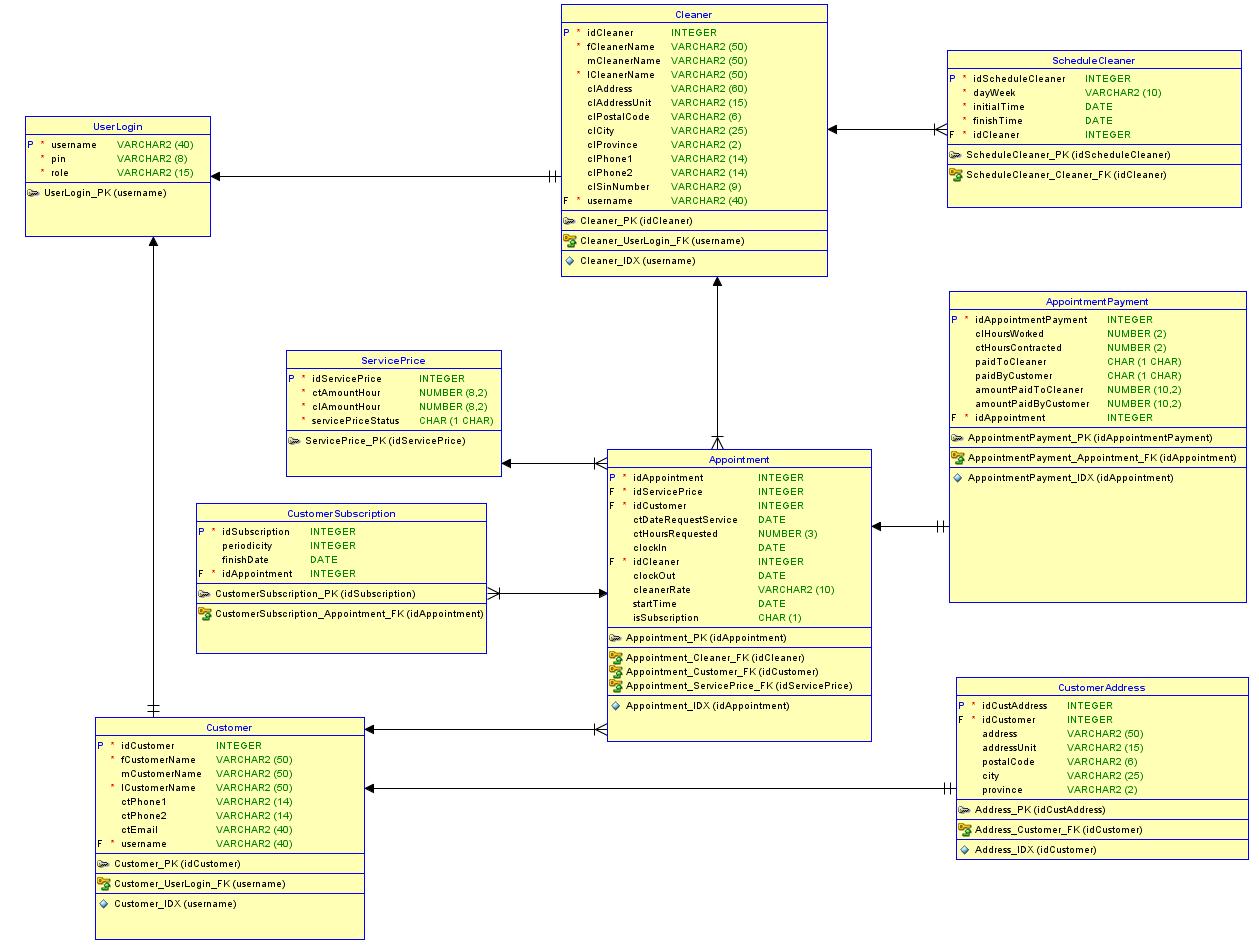 Cleaner
P * idCleaner INTEGER
* fCleanerName VARCHAR2 (50)
mCleanerName VARCHAR2 (50)
* lCleanerName VARCHAR2 (50)
clAddress VARCHAR2 (60)
clAddressUnit VARCHAR2 (15)
clPostalCode VARCHAR2 (6)
clCity VARCHAR2 (25)
clProvince VARCHAR2 (2)
clPhone1 VARCHAR2 (14)
clPhone2 VARCHAR2 (14)
clSinNumber VARCHAR2 (9)
F * username VARCHAR2 (40)
Cleaner_PK (idCleaner)
Cleaner_UserLogin_FK (username)
Cleaner_IDX (username)
ScheduleCleaner
P * idScheduleCleaner INTEGER
* dayWeek VARCHAR2 (10)
* initialTime DATE
* finishTime DATE
F * idCleaner INTEGER
ScheduleCleaner_PK (idScheduleCleaner)
ScheduleCleaner_Cleaner_FK (idCleaner)
UserLogin
P * username VARCHAR2 (40)
* pin VARCHAR2 (8)
* role VARCHAR2 (15)
UserLogin_PK (username)
AppointmentPayment
P * idAppointmentPayment INTEGER
clHoursWorked NUMBER (2)
ctHoursContracted NUMBER (2)
paidToCleaner CHAR (1 CHAR)
paidByCustomer CHAR (1 CHAR)
amountPaidToCleaner NUMBER (10,2)
amountPaidByCustomer NUMBER (10,2)
F * idAppointment INTEGER
AppointmentPayment_PK (idAppointmentPayment)
AppointmentPayment_Appointment_FK (idAppointment)
AppointmentPayment_IDX (idAppointment)
ServicePrice
P * idServicePrice INTEGER
* ctAmountHour NUMBER (8,2)
* clAmountHour NUMBER (8,2)
* servicePriceStatus CHAR (1 CHAR)
ServicePrice_PK (idServicePrice)
Appointment
P * idAppointment INTEGER
F * idServicePrice INTEGER
F * idCustomer INTEGER
ctDateRequestService DATE
ctHoursRequested NUMBER (3)
clockIn DATE
F * idCleaner INTEGER
clockOut DATE
cleanerRate VARCHAR2 (10)
startTime DATE
isSubscription CHAR (1)
Appointment_PK (idAppointment)
Appointment_Cleaner_FK (idCleaner)
Appointment_Customer_FK (idCustomer)
Appointment_ServicePrice_FK (idServicePrice)
Appointment_IDX (idAppointment)
CustomerSubscription
P * idSubscription INTEGER
periodicity INTEGER
finishDate DATE
F * idAppointment INTEGER
CustomerSubscription_PK (idSubscription)
CustomerSubscription_Appointment_FK (idAppointment)
CustomerAddress
P * idCustAddress INTEGER
F * idCustomer INTEGER
address VARCHAR2 (50)
addressUnit VARCHAR2 (15)
postalCode VARCHAR2 (6)
city VARCHAR2 (25)
province VARCHAR2 (2)
Address_PK (idCustAddress)
Address_Customer_FK (idCustomer)
Address_IDX (idCustomer)
Customer
P * idCustomer INTEGER
* fCustomerName VARCHAR2 (50)
mCustomerName VARCHAR2 (50)
* lCustomerName VARCHAR2 (50)
ctPhone1 VARCHAR2 (14)
ctPhone2 VARCHAR2 (14)
ctEmail VARCHAR2 (40)
F * username VARCHAR2 (40)
Customer_PK (idCustomer)
Customer_UserLogin_FK (username)
Customer_IDX (username)